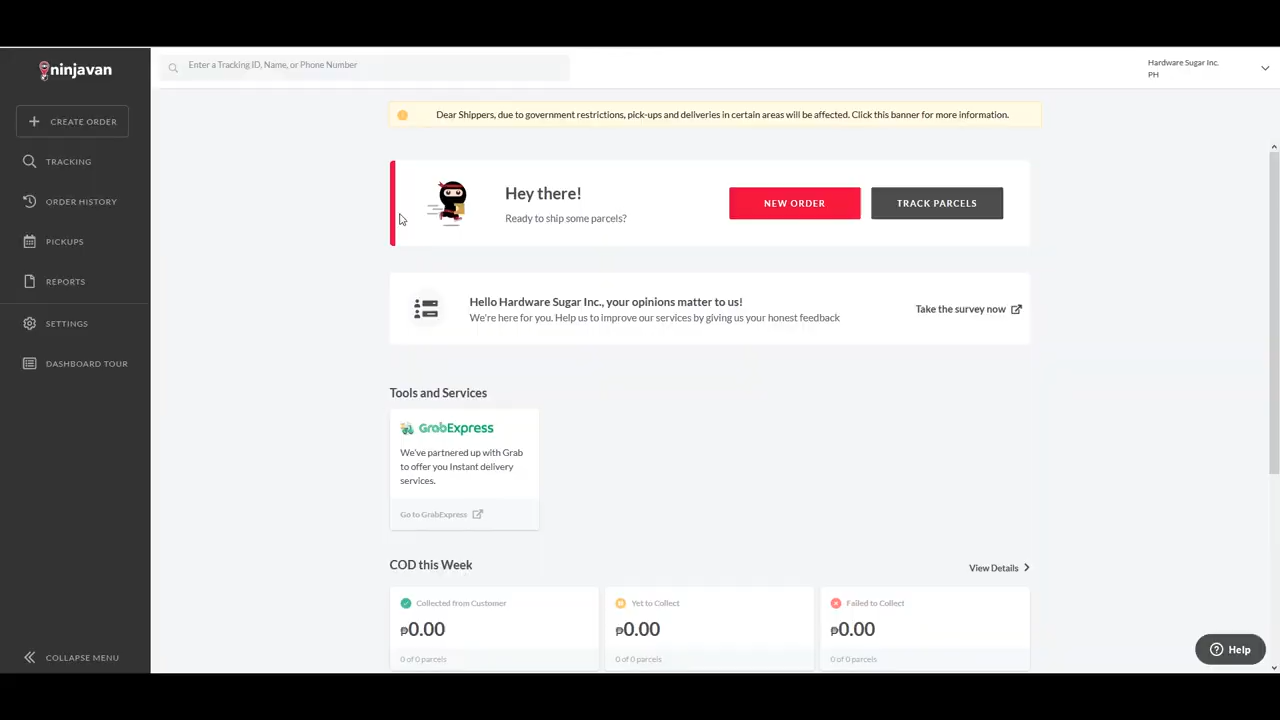 ninjavan
Enter a Tracking ID, Name, or Phone Number
Hardware Sugar Inc.
PH
CREATE ORDER
TRACKING
ORDER HISTORY
PICKUPS
REPORTS
SETTINGS
DASHBOARD TOUR
COLLAPSE MENU
Dear Shippers, due to government restrictions, pick-ups and deliveries in certain areas will be affected. Click this banner for more information.
Hey there!
Ready to ship some parcels?
NEW ORDER
TRACK PARCELS
Hello Hardware Sugar Inc., your opinions matter to us!
We're here for you. Help us to improve our services by giving us your honest feedback
Take the survey now
Tools and Services
GrabExpress
We've partnered up with Grab
to offer you Instant delivery
services.
Go to GrabExpress
COD this Week
View Details
Collected from Customer
₱0.00
0 of 0 parcels
Yet to Collect
₱0.00
0 of 0 parcels
Failed to Collect
₱0.00
0 of 0 parcels
Help